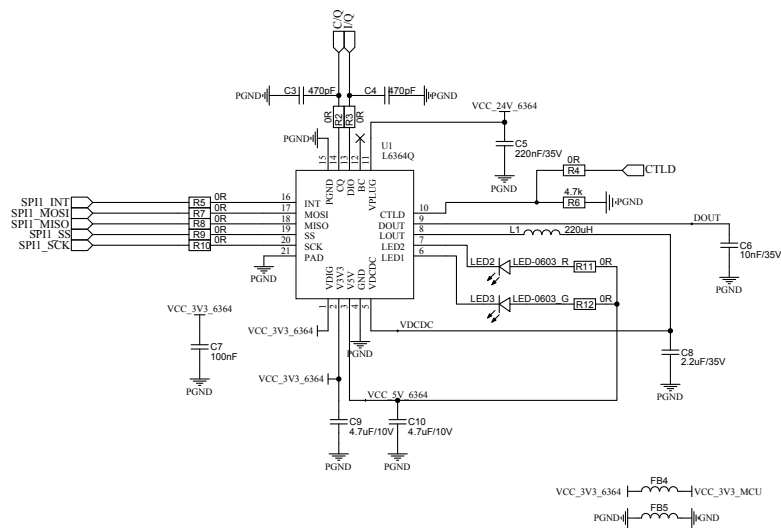 C/Q
I/Q
C3 470pF C4 470pF
PGND PGND
0R R2 R3 0R
VCC_24V_6364
PGND
U1
L6364Q
C5
220nF/35V
PGND
15 14 13 12 11
PGND CQ DIO BC VPLUG
0R
R4 CTLD
4.7k
R6 PGND
SPI1_INT R5 0R 16 INT
SPI1_MOSI R7 0R 17 MOSI
SPI1_MISO R8 0R 18 MISO
SPI1_SS R9 0R 19 SS
SPI1_SCK R10 0R 20 SCK
21 PAD
PGND
CTLD 10
DOUT 9 DOUT
LOUT 8 L1 220uH
LED2 7
LED1 6
C6
10nF/35V
PGND
LED2 LED-0603_R R11 0R
LED3 LED-0603_G R12 0R
VDIG V3V3 V5V GND VDCDC
1 2 3 4 5
VCC_3V3_6364
C7
100nF
PGND
VCC_3V3_6364
PGND
VDCDC
C8
2.2uF/35V
PGND
VCC_3V3_6364
VCC_5V_6364
C9
4.7uF/10V
PGND
C10
4.7uF/10V
PGND
FB4
VCC_3V3_6364 VCC_3V3_MCU
FB5
PGND GND